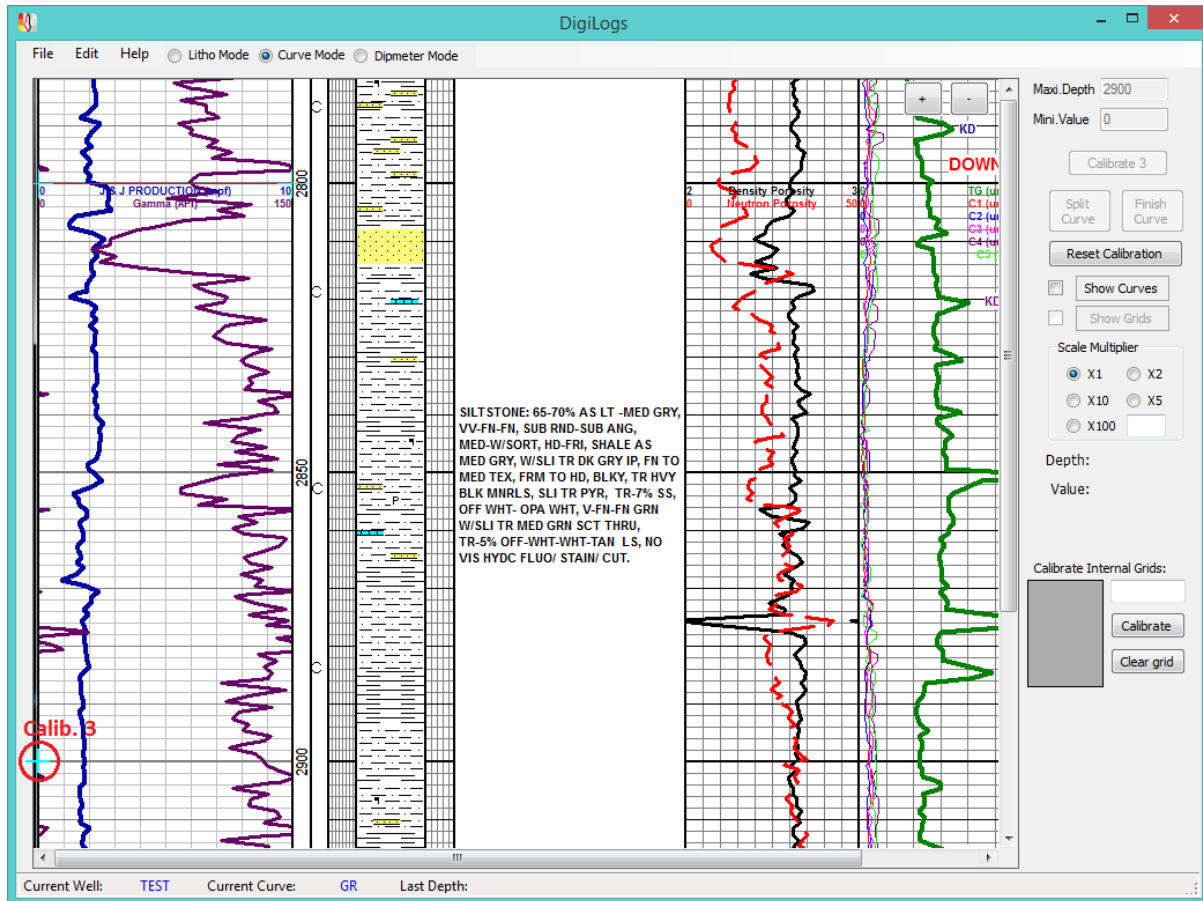 DigiLogs
File Edit Help Litho Mode Curve Mode Dipmeter Mode
+ -
Maxi.Depth 2900
Mini.Value 0
Calibrate 3
Split Curve
Finish Curve
Reset Calibration
Show Curves
Show Grids
Scale Multiplier
X1 X2
X10 X5
X100
Depth:
Value:
Calibrate Internal Grids:
Calibrate
Clear grid
KD
DOWN
2800
0 J & J PRODUCTION 10
0 Gamma (API) 150
2 Density Porosity 30
0 Neutron Porosity 50
TG (u
C1 (u
C2 (u
C3 (u
C4 (u
C5 (
KD
SILTSTONE: 65-70% AS LT -MED GRY,
VV-FN-FN, SUB RND-SUB ANG,
MED-W/SORT, HD-FRI, SHALE AS
MED GRY, W/SLI TR DK GRY IP, FN TO
MED TEX, FRM TO HD, BLKY, TR HVY
BLK MNRLS, SLI TR PYR, TR-7% SS,
OFF WHT- OPA WHT, V-FN-FN GRN
W/SLI TR MED GRN SCT THRU,
TR-5% OFF-WHT-WHT-TAN LS, NO
VIS HYDC FLUO/ STAIN/ CUT.
2850
P
Calib. 3
2900
Current Well: TEST Current Curve: GR Last Depth: